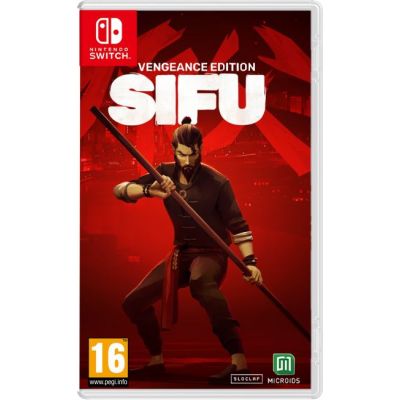 NINTENDO
SWITCH.
VENGEANCE EDITION
SIFU
16
www.pegi.info
SLOCLAP
MICROIDS